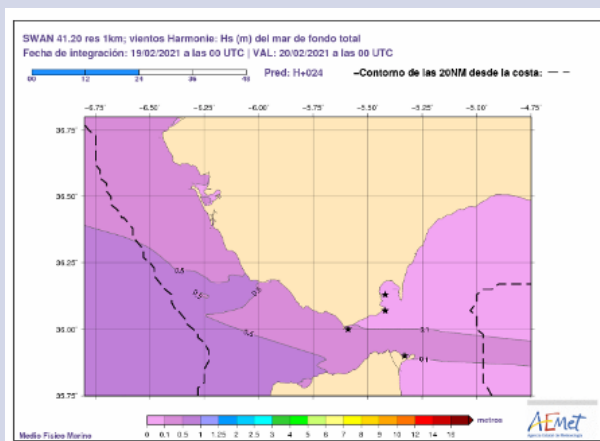 SWAN 41.20 res 1km; vientos Harmonie: Hs (m) del mar de fondo total
Fecha de integración: 19/02/2021 a las 00 UTC | VAL: 20/02/2021 a las 00 UTC
00 12 24 36 48
Pred: H+024
-Contorno de las 20NM desde la costa:
-6.75 -6.50 -6.25 -6.00 -5.75 -5.50 -5.25 -5.00 -4.75
36.75
36.50
36.25
36.00
35.75
0.5
0.5
0.5
0.1
0.1
0 0.1 0.5 1 1.25 2 2.5 3 4 5 6 7 8 9 10 12 14 16 metros
Medio Físico Marino
AEMet
Agencia Estatal de Meteorología